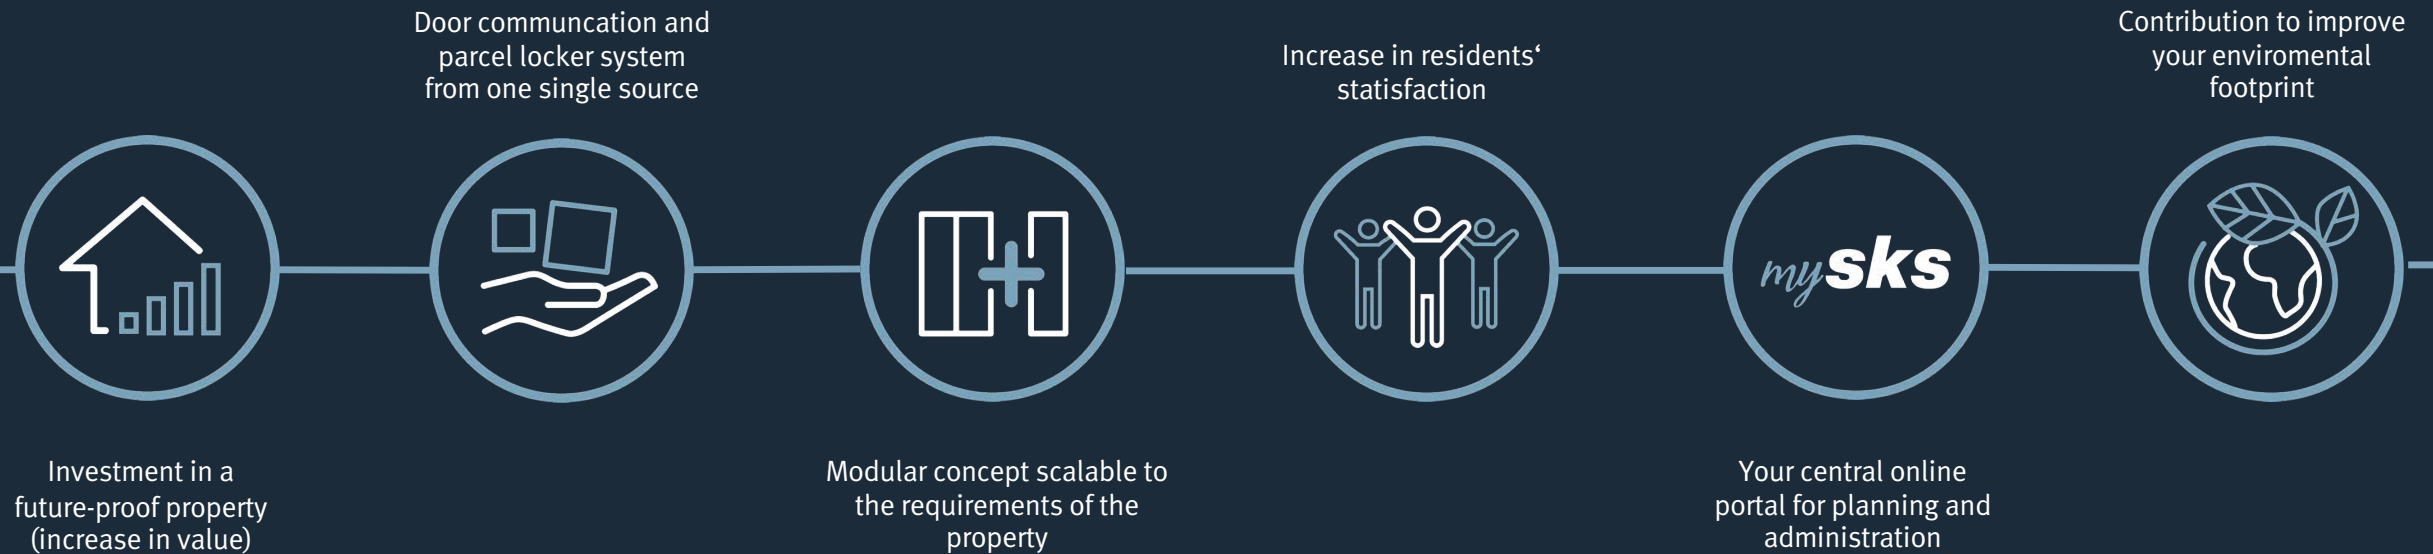 Investment in a
future-proof property
(increase in value)
Door communcation and
parcel locker system
from one single source
Modular concept scalable to
the requirements of the
property
Increase in residents‘
statisfaction
mysks
Your central online
portal for planning and
administration
Contribution to improve
your enviromental
footprint